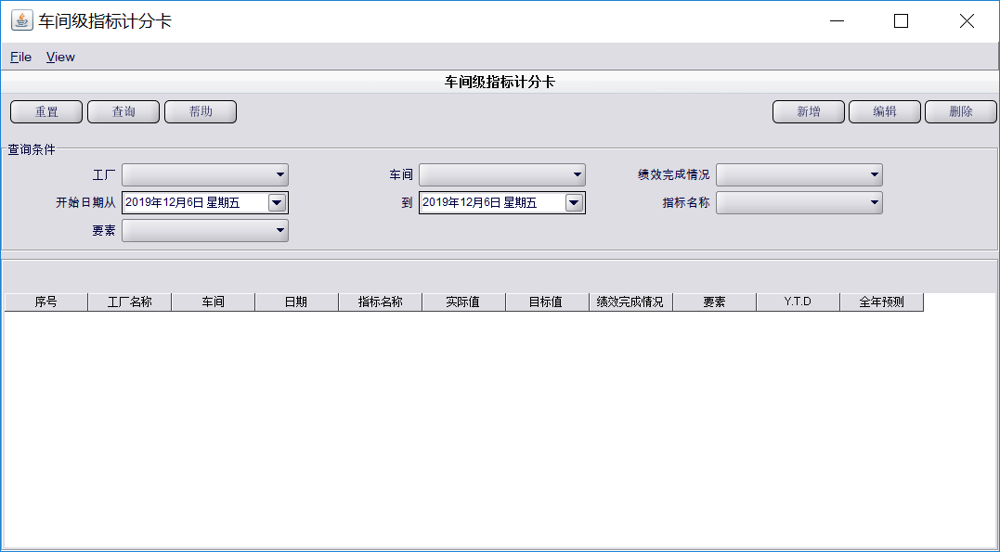 车间级指标计分卡
File View
车间级指标计分卡
重置 查询 帮助 新增 编辑 删除
查询条件
工厂 车间 绩效完成情况
开始日期从 2019年12月6日 星期五 到 2019年12月6日 星期五 指标名称
要素
序号 工厂名称 车间 日期 指标名称 实际值 目标值 绩效完成情况 要素 Y.T.D 全年预测